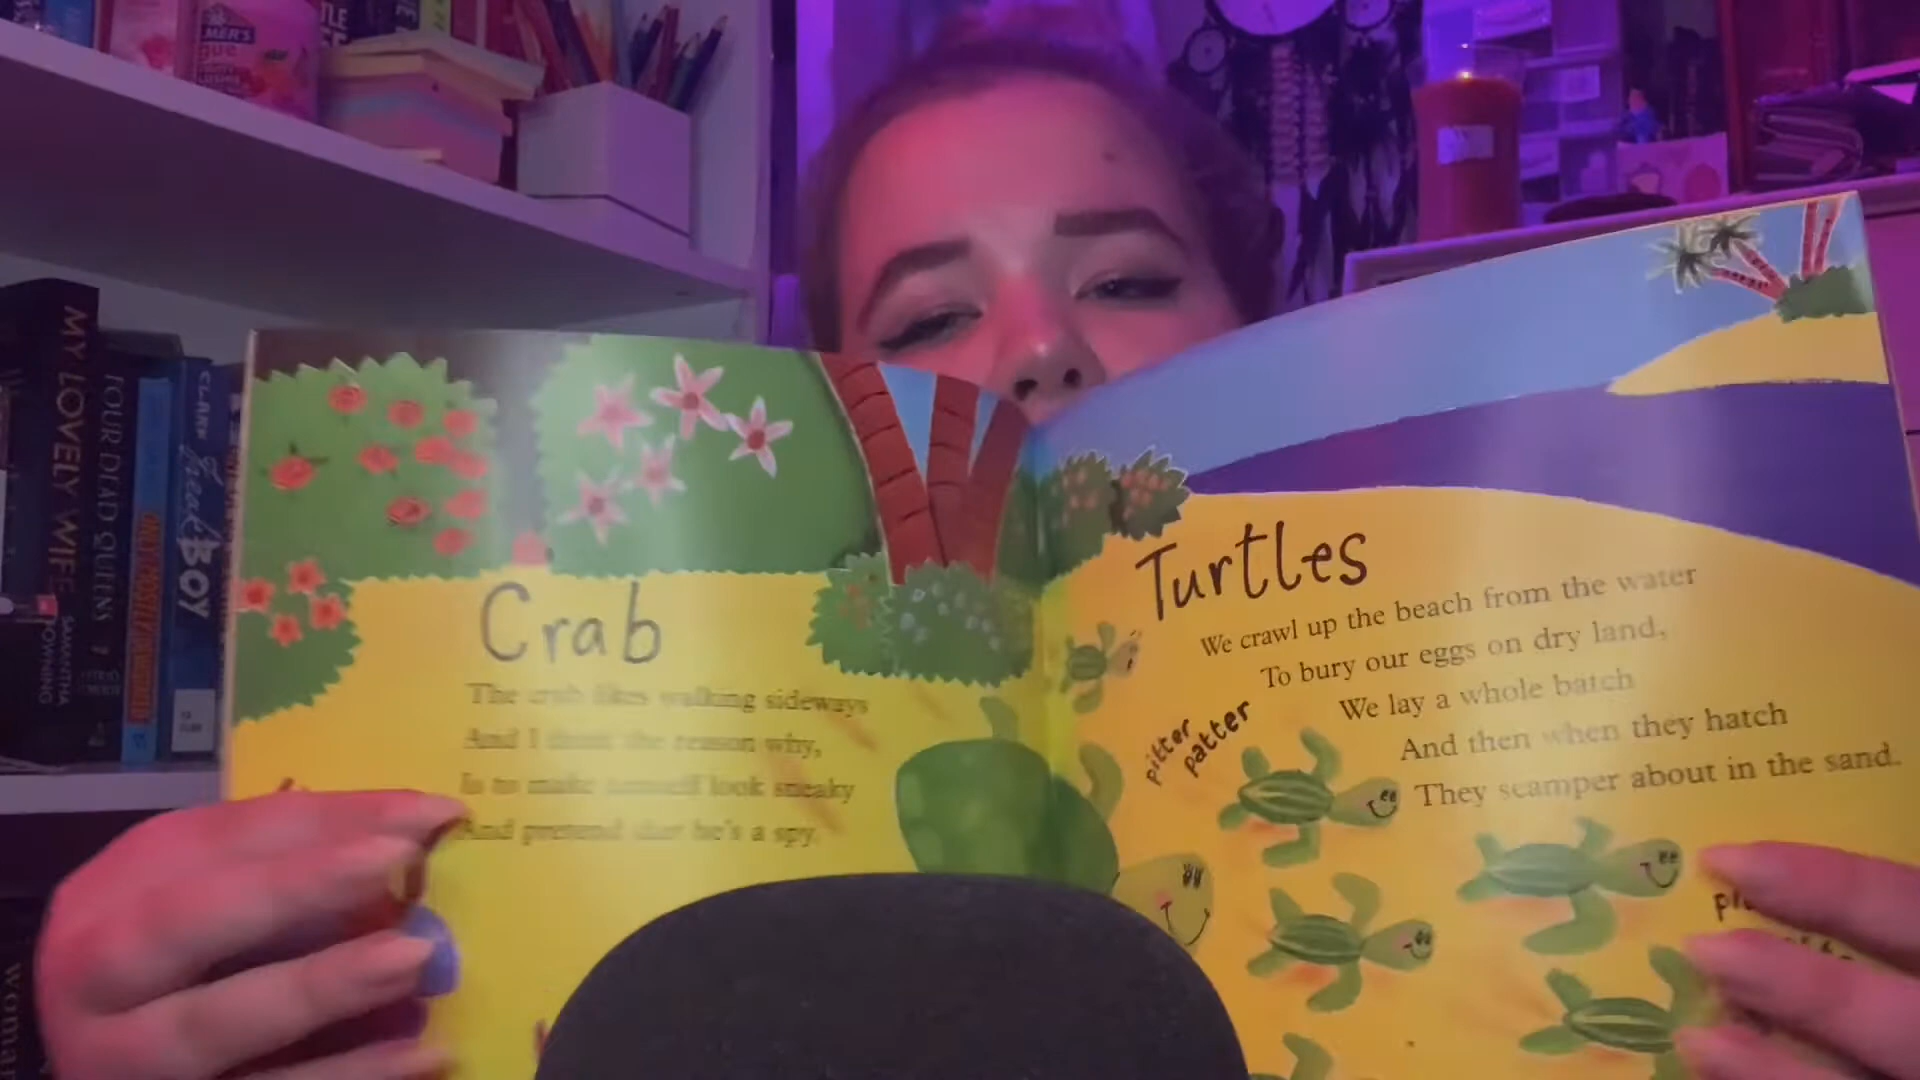 MY LOVELY WIFE
SAMANTHA
DOWNING
FOUR DEAD QUEENS
CLARK
freak BOY
Crab
The crab likes walking sideways
And I think the reason why,
Is to make himself look sneaky
And pretend that he's a spy.
Turtles
We crawl up the beach from the water
To bury our eggs on dry land,
We lay a whole batch
And then when they hatch
They scamper about in the sand.
pitter
patter